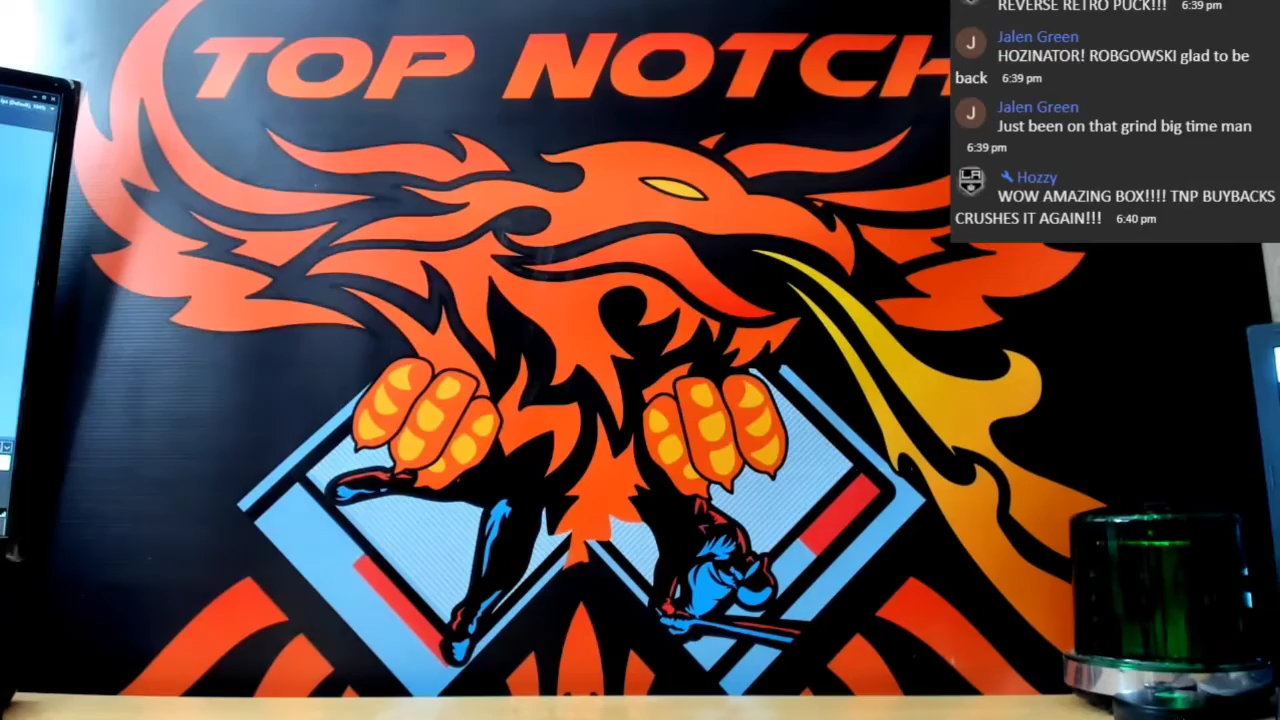 TOP NOTCH
REVERSE RETRO PUCK!!! 6:39 pm
J Jalen Green
HOZINATOR! ROBGOWSKI glad to be
back 6:39 pm
J Jalen Green
Just been on that grind big time man
6:39 pm
LA Hozzy
WOW AMAZING BOX!!!! TNP BUYBACKS
CRUSHES IT AGAIN!!! 6:40 pm